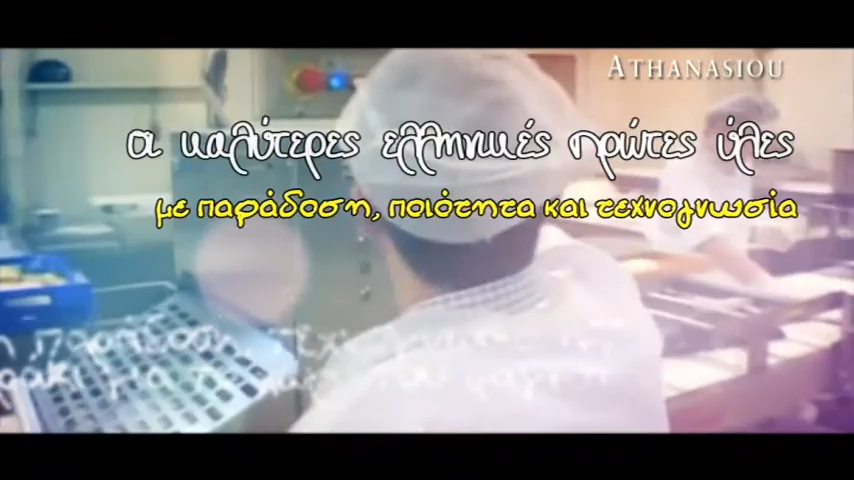 ATHANASIOU
οι καλύτερες ελληνικές πρώτες ύλες
με παράδοση, ποιότητα και τεχνογνωσία